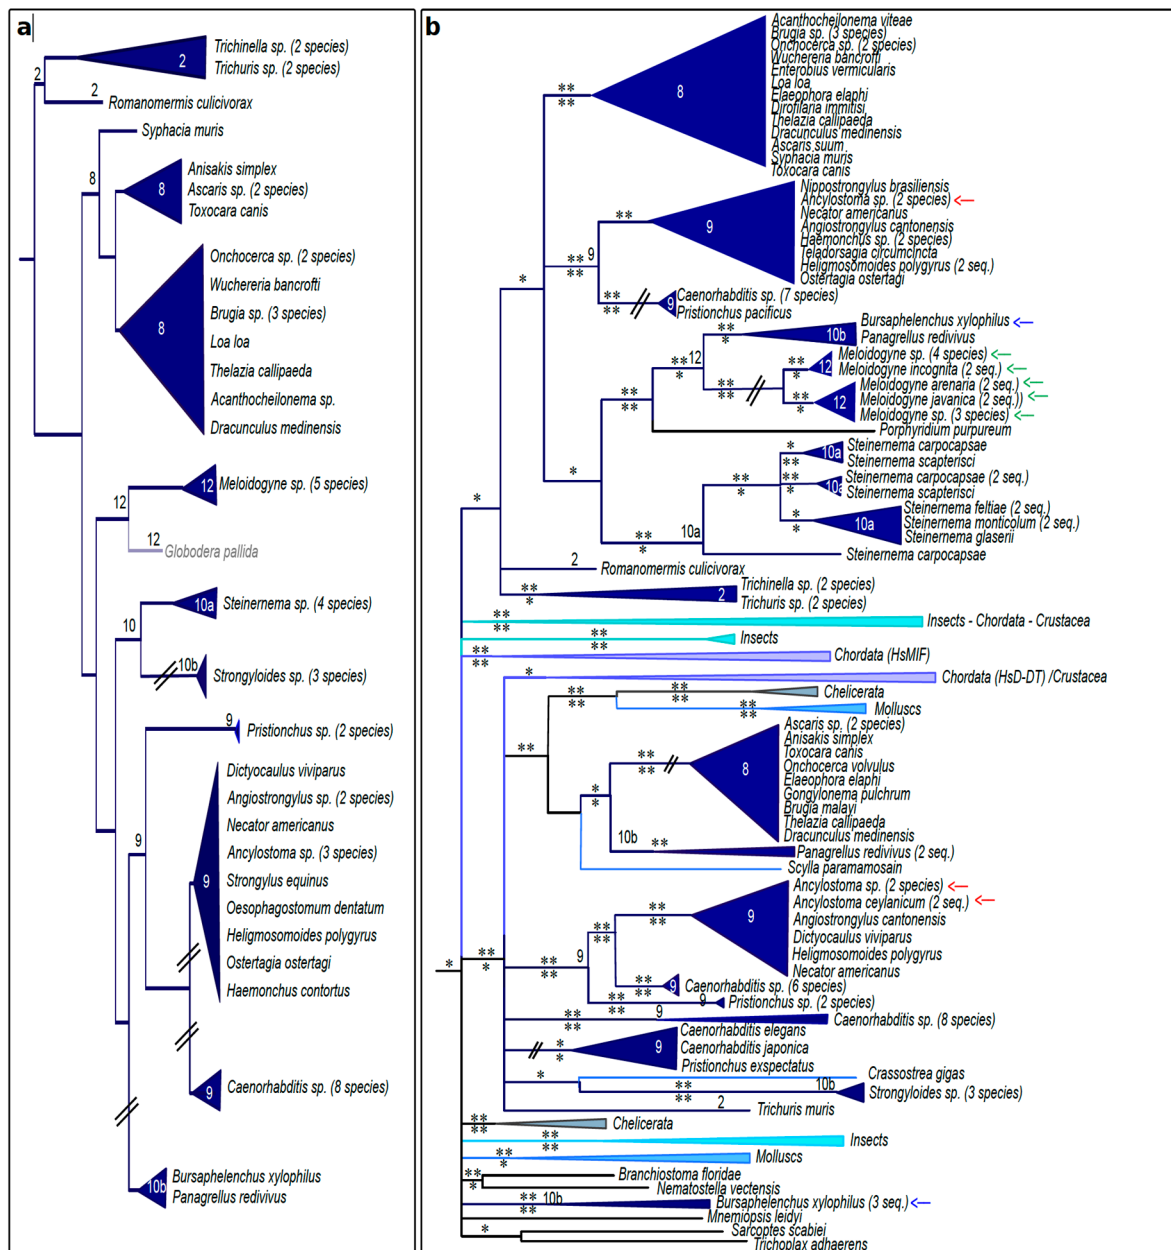 a
Trichinella sp. (2 species)
2
Trichuris sp. (2 species)
2
2
Romanomermis culicivorax
Syphacia muris
8
Anisakis simplex
8
Ascaris sp. (2 species)
Toxocara canis
Onchocerca sp. (2 species)
Wuchereria bancrofti
Brugia sp. (3 species)
8
Loa loa
Thelazia callipaeda
Acanthocheilonema sp.
Dracunculus medinensis
12
Meloidogyne sp. (5 species)
12
12
Globodera pallida
10a
Steinernema sp. (4 species)
10
10b
Strongyloides sp. (3 species)
9
Pristionchus sp. (2 species)
Dictyocaulus viviparus
Angiostrongylus sp. (2 species)
Necator americanus
9
Ancylostoma sp. (3 species)
9
Strongylus equinus
Oesophagostomum dentatum
Heligmosomoides polygyrus
Ostertagia ostertagi
Haemonchus contortus
9
Caenorhabditis sp. (8 species)
10b
Bursaphelenchus xylophilus
Panagrellus redivivus
b
Acanthocheilonema viteae
Brugia sp. (3 species)
Onchocerca sp. (2 species)
Wuchereria bancrofti
Enterobius vermicularis
Loa loa
** **
8
Elaeophora elaphi
Dirofilaria immitisi
Thelazia callipaeda
Dracunculus medinensis
Ascaris suum
Syphacia muris
Toxocara canis
Nippostrongylus brasiliensis
Ancylostoma sp. (2 species) <—
Necator americanus
**
9
Angiostrongylus cantonensis
Haemonchus sp. (2 species)
Teladorsagia circumcincta
** **
9
Heligmosomoides polygyrus (2 seq.)
Ostertagia ostertagi
*
** **
9
Caenorhabditis sp. (7 species)
Pristionchus pacificus
Bursaphelenchus xylophilus <—
** *
10b
Panagrellus redivivus
Meloidogyne sp. (4 species) <—
** *
12
** *
12
Meloidogyne incognita (2 seq.) <—
Meloidogyne arenaria (2 seq.) <—
** **
Meloidogyne javanica (2 seq.)) <—
** *
12
Meloidogyne sp. (3 species) <—
** **
Porphyridium purpureum
* **
10a
Steinernema carpocapsae
Steinernema scapterisci
*
** *
** *
10a
Steinernema carpocapsae (2 seq.)
Steinernema scapterisci
Steinernema feltiae (2 seq.)
* *
10a
Steinernema monticolum (2 seq.)
Steinernema glaserii
** *
10a
Steinernema carpocapsae
*
2
Romanomermis culicivorax
** *
2
Trichinella sp. (2 species)
Trichuris sp. (2 species)
** **
Insects - Chordata - Crustacea
** **
Insects
** **
Chordata (HsMIF)
*
Chordata (HsD-DT) /Crustacea
** **
** **
Chelicerata
** **
Molluscs
**
Ascaris sp. (2 species)
Anisakis simplex
Toxocara canis
** **
8
Onchocerca volvulus
Elaeophora elaphi
* *
Gongylonema pulchrum
Brugia malayi
Thelazia callipaeda
Dracunculus medinensis
10b
**
Panagrellus redivivus (2 seq.)
Scylla paramamosain
Ancylostoma sp. (2 species) <—
Ancylostoma ceylanicum (2 seq.) <—
** **
9
Angiostrongylus cantonensis
** **
Dictyocaulus viviparus
Heligmosomoides polygyrus
Necator americanus
*
** *
** **
9
** **
9
Caenorhabditis sp. (6 species)
** **
9
Pristionchus sp. (2 species)
** **
9
Caenorhabditis sp. (8 species)
Caenorhabditis elegans
* *
9
Caenorhabditis japonica
Pristionchus exspectatus
*
Crassostrea gigas
** **
10b
Strongyloides sp. (3 species)
2
Trichuris muris
** **
Chelicerata
** **
Insects
** *
Molluscs
** *
Branchiostoma floridae
Nematostella vectensis
** **
10b
Bursaphelenchus xylophilus (3 seq.) <—
Mnemiopsis leidyi
*
Sarcoptes scabiei
Trichoplax adhaerens